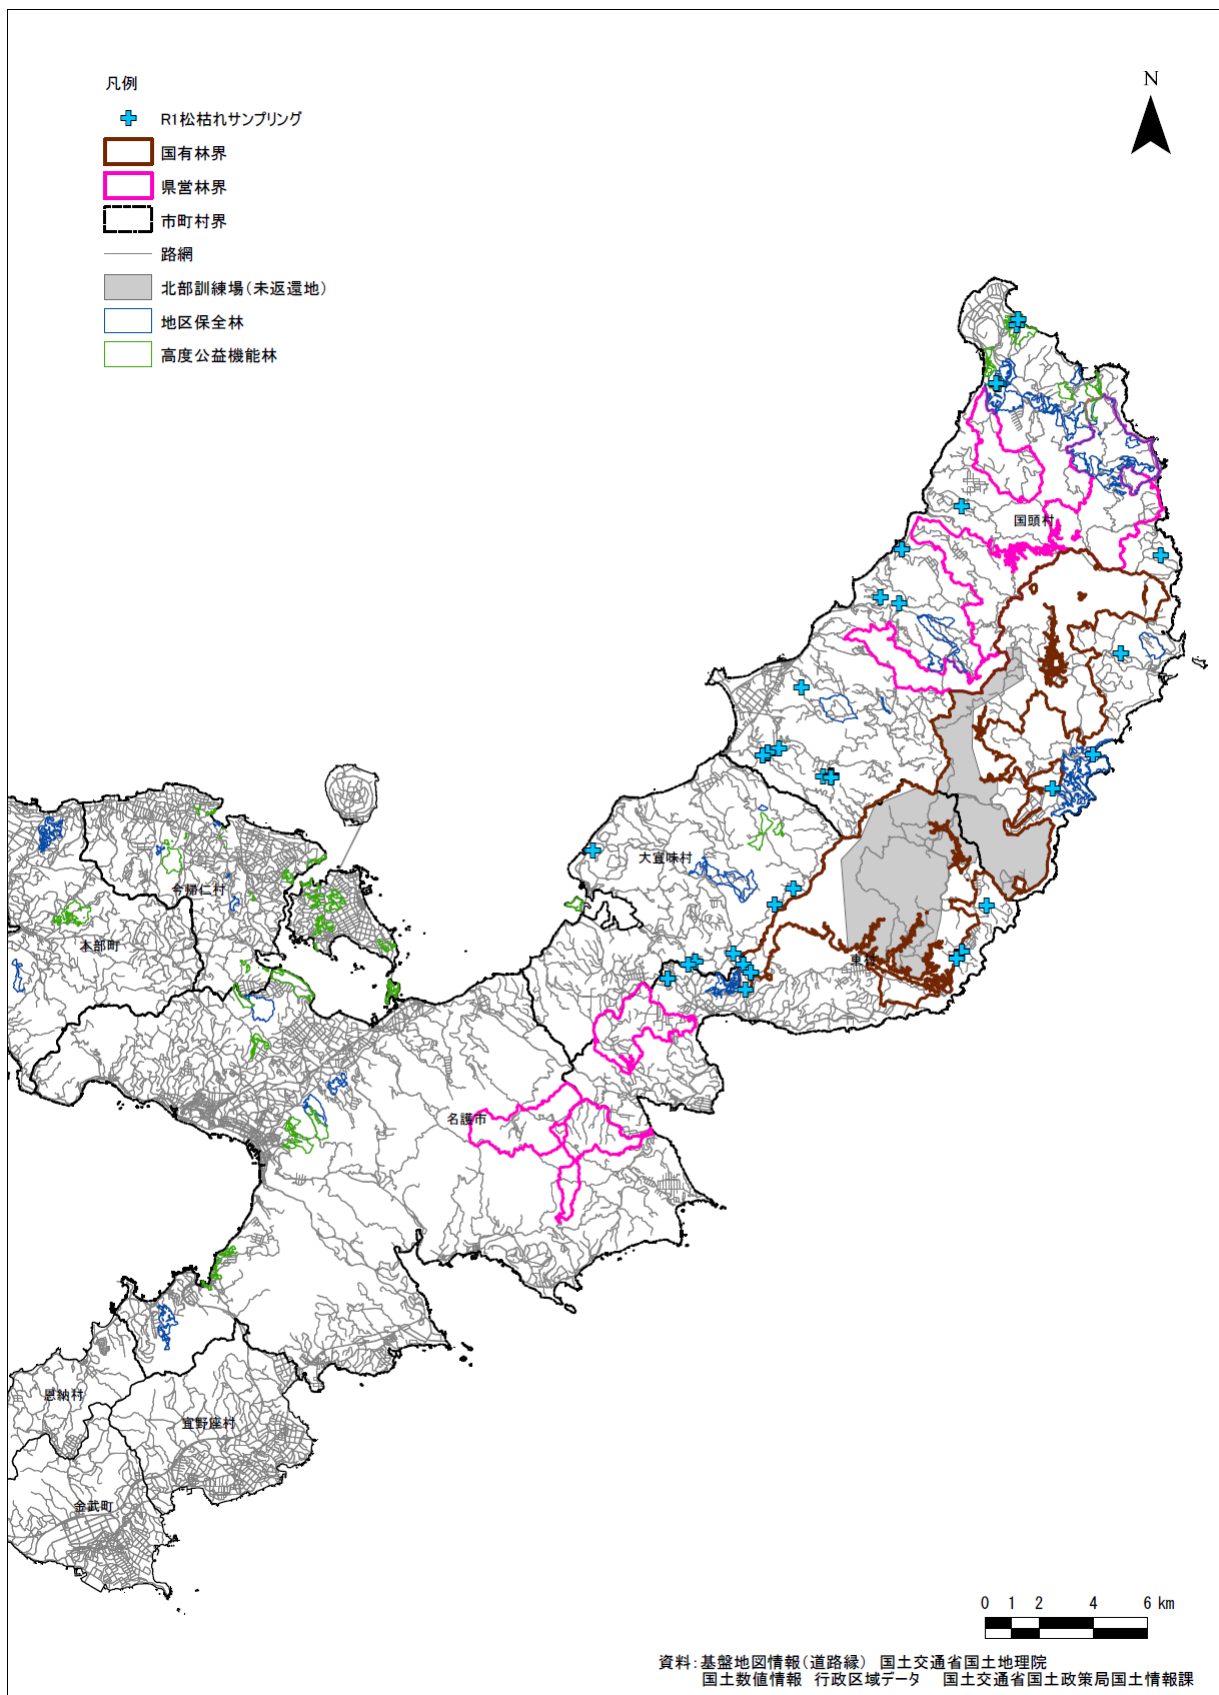 凡例
R1松枯れサンプリング
国有林界
県営林界
市町村界
路網
北部訓練場(未返還地)
地区保全林
高度公益機能林
N
国頭村
大宜味村
今帰仁村
本部町
東村
名護市
恩納村
宜野座村
金武町
0 1 2 4 6 km
資料:基盤地図情報(道路縁) 国土交通省国土地理院
国土数値情報 行政区域データ 国土交通省国土政策局国土情報課